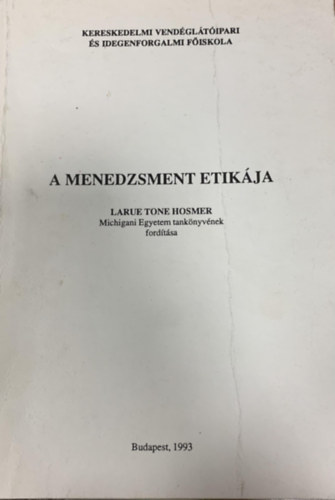 KERESKEDELMI VENDÉGLÁTÓIPARI
ÉS IDEGENFORGALMI FŐISKOLA
A MENEDZSMENT ETIKÁJA
LARUE TONE HOSMER
Michigani Egyetem tankönyvének
fordítása
Budapest, 1993